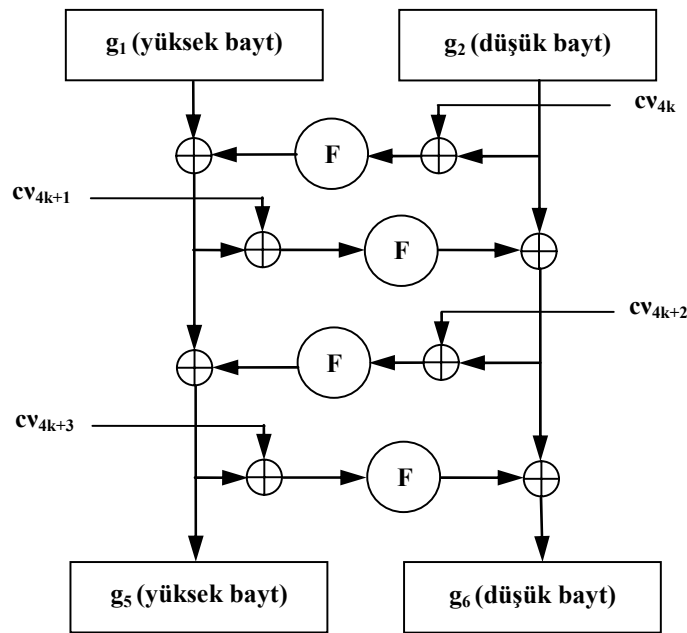 g₁ (yüksek bayt)
g₂ (düşük bayt)
cv₄ₖ
F
cv₄ₖ₊₁
F
cv₄ₖ₊₂
F
cv₄ₖ₊₃
F
g₅ (yüksek bayt)
g₆ (düşük bayt)